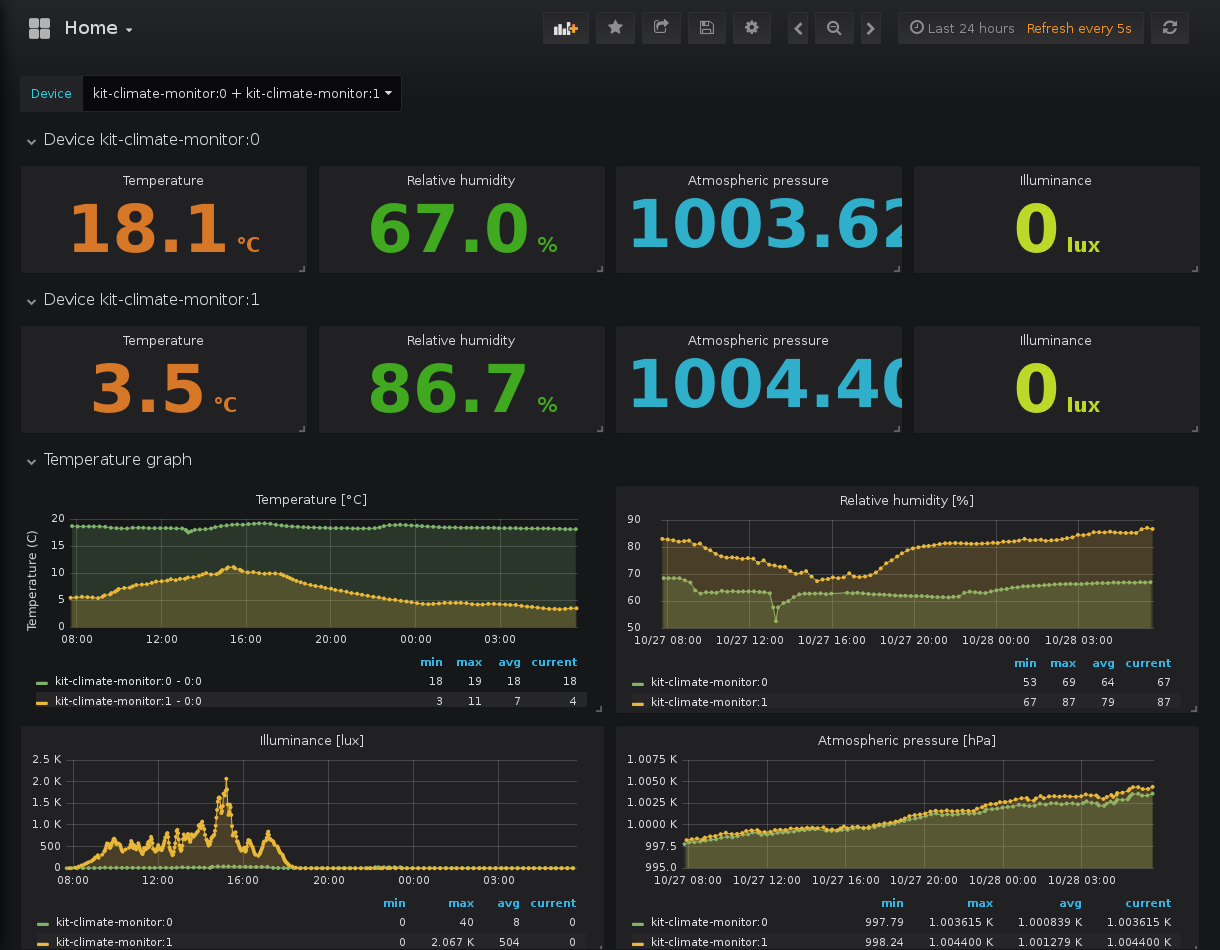 Home
Last 24 hours Refresh every 5s
Device kit-climate-monitor:0 + kit-climate-monitor:1
Device kit-climate-monitor:0
Temperature Relative humidity Atmospheric pressure Illuminance
18.1 °C 67.0 % 1003.62 0 lux
Device kit-climate-monitor:1
Temperature Relative humidity Atmospheric pressure Illuminance
3.5 °C 86.7 % 1004.40 0 lux
Temperature graph
Temperature [°C]
Temperature (C)
20
15
10
5
0
08:00 12:00 16:00 20:00 00:00 03:00
min max avg current
kit-climate-monitor:0 - 0:0 18 19 18 18
kit-climate-monitor:1 - 0:0 3 11 7 4
Relative humidity [%]
90
80
70
60
50
10/27 08:00 10/27 12:00 10/27 16:00 10/27 20:00 10/28 00:00 10/28 03:00
min max avg current
kit-climate-monitor:0 53 69 64 67
kit-climate-monitor:1 67 87 79 87
Illuminance [lux]
2.5 K
2.0 K
1.5 K
1.0 K
500
0
08:00 12:00 16:00 20:00 00:00 03:00
min max avg current
kit-climate-monitor:0 0 40 8 0
kit-climate-monitor:1 0 2.067 K 504 0
Atmospheric pressure [hPa]
1.0075 K
1.0050 K
1.0025 K
1.0000 K
997.5
995.0
10/27 08:00 10/27 12:00 10/27 16:00 10/27 20:00 10/28 00:00 10/28 03:00
min max avg current
kit-climate-monitor:0 997.79 1.003615 K 1.000839 K 1.003615 K
kit-climate-monitor:1 998.24 1.004400 K 1.001279 K 1.004400 K